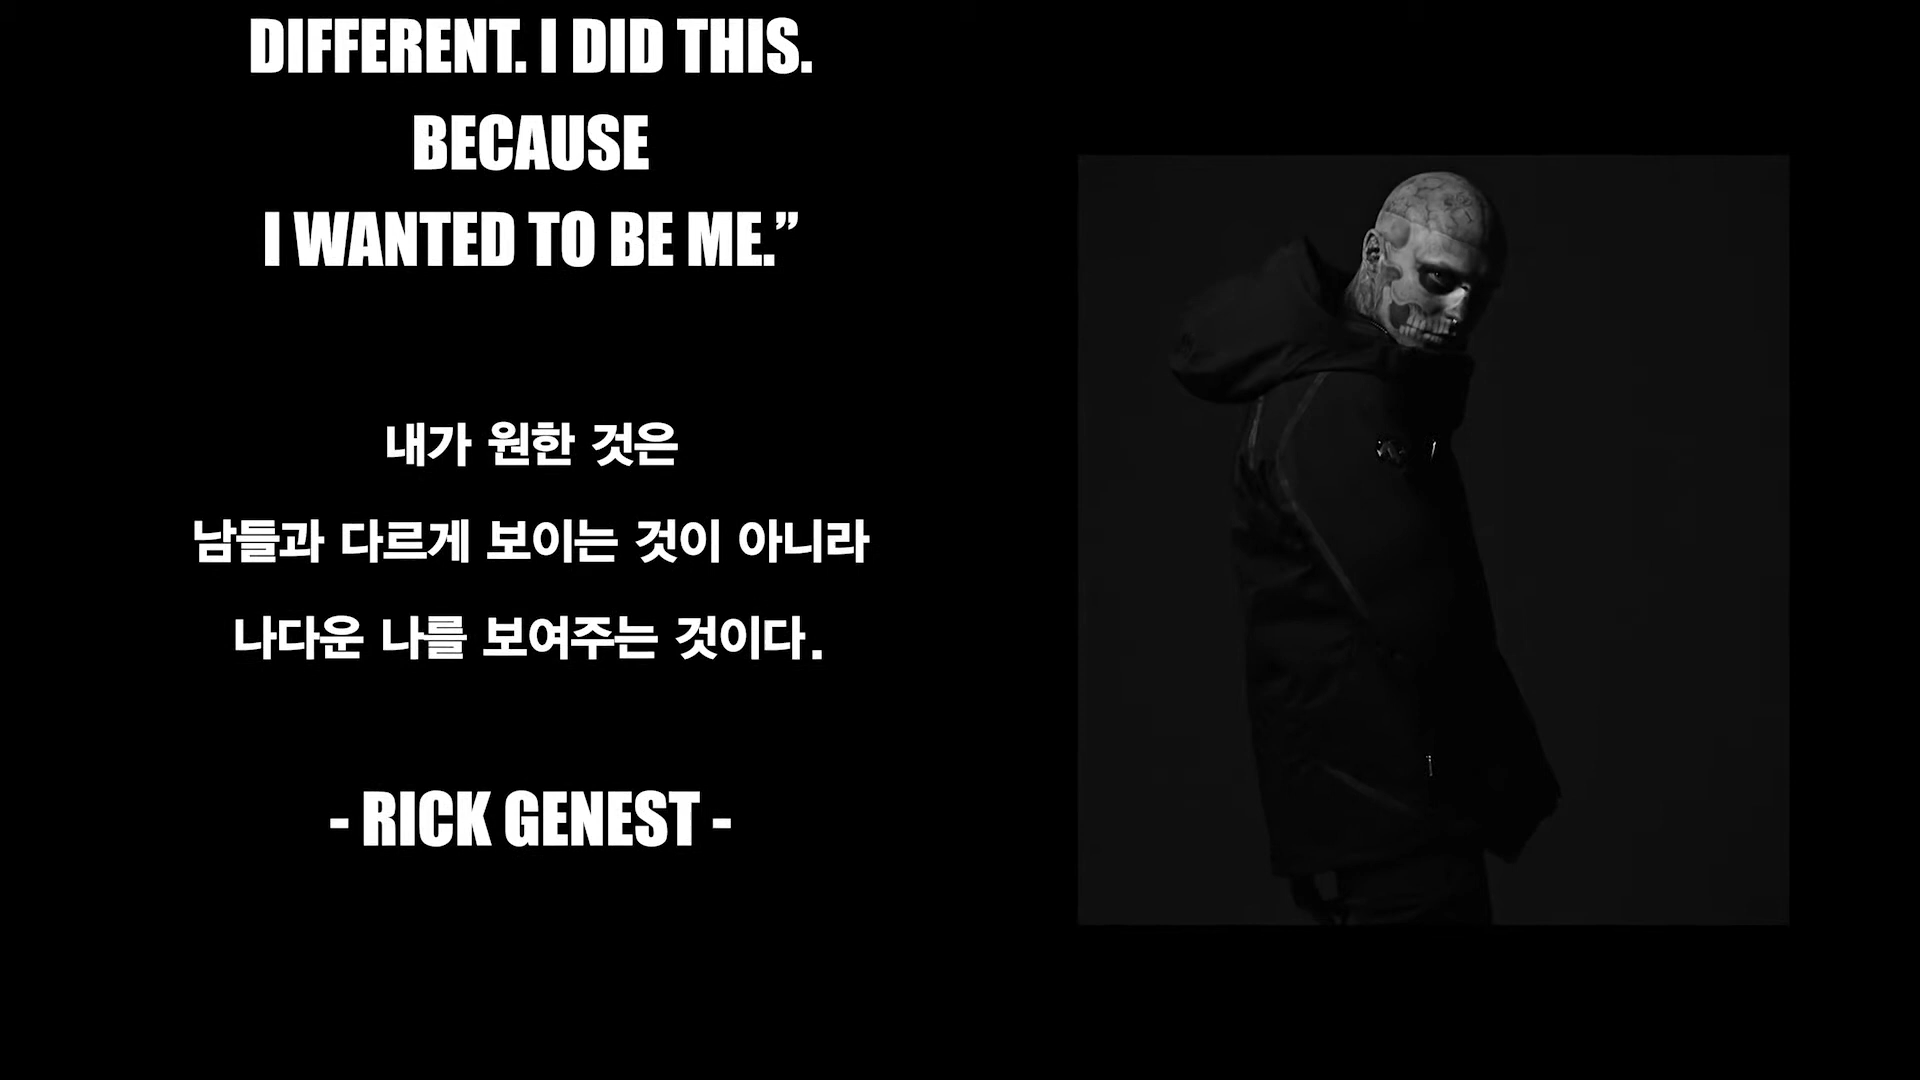 DIFFERENT. I DID THIS.
BECAUSE
I WANTED TO BE ME.”
내가 원한 것은
남들과 다르게 보이는 것이 아니라
나다운 나를 보여주는 것이다.
- RICK GENEST -